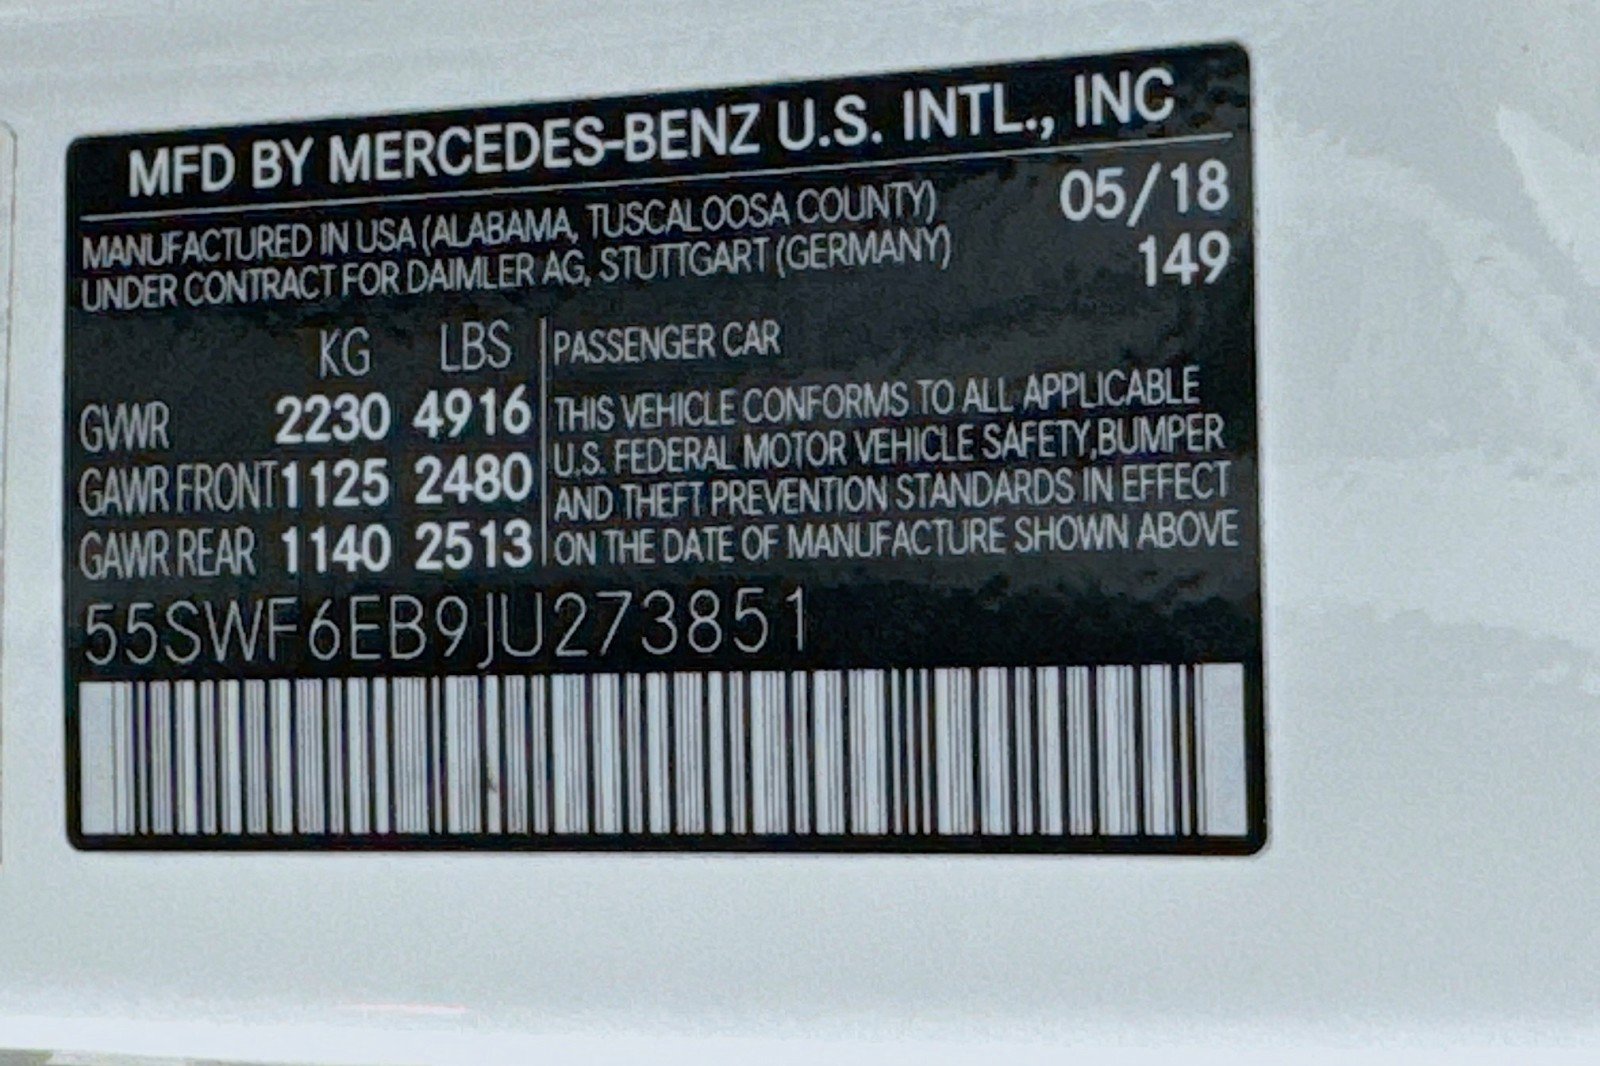 MFD BY MERCEDES-BENZ U.S. INTL., INC
MANUFACTURED IN USA (ALABAMA, TUSCALOOSA COUNTY) 05/18
UNDER CONTRACT FOR DAIMLER AG, STUTTGART (GERMANY) 149
KG LBS PASSENGER CAR
GVWR 2230 4916 THIS VEHICLE CONFORMS TO ALL APPLICABLE
U.S. FEDERAL MOTOR VEHICLE SAFETY,BUMPER
GAWR FRONT 1125 2480 AND THEFT PREVENTION STANDARDS IN EFFECT
GAWR REAR 1140 2513 ON THE DATE OF MANUFACTURE SHOWN ABOVE
55SWF6EB9JU273851